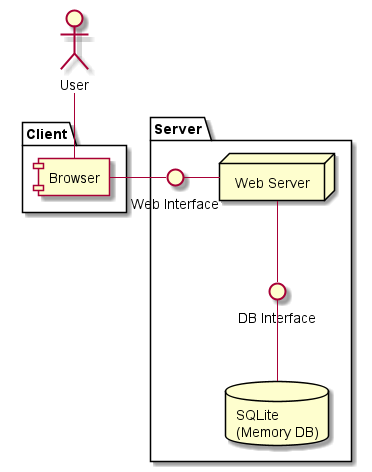 User
Client
Server
Browser
Web Server
Web Interface
DB Interface
SQLite
(Memory DB)